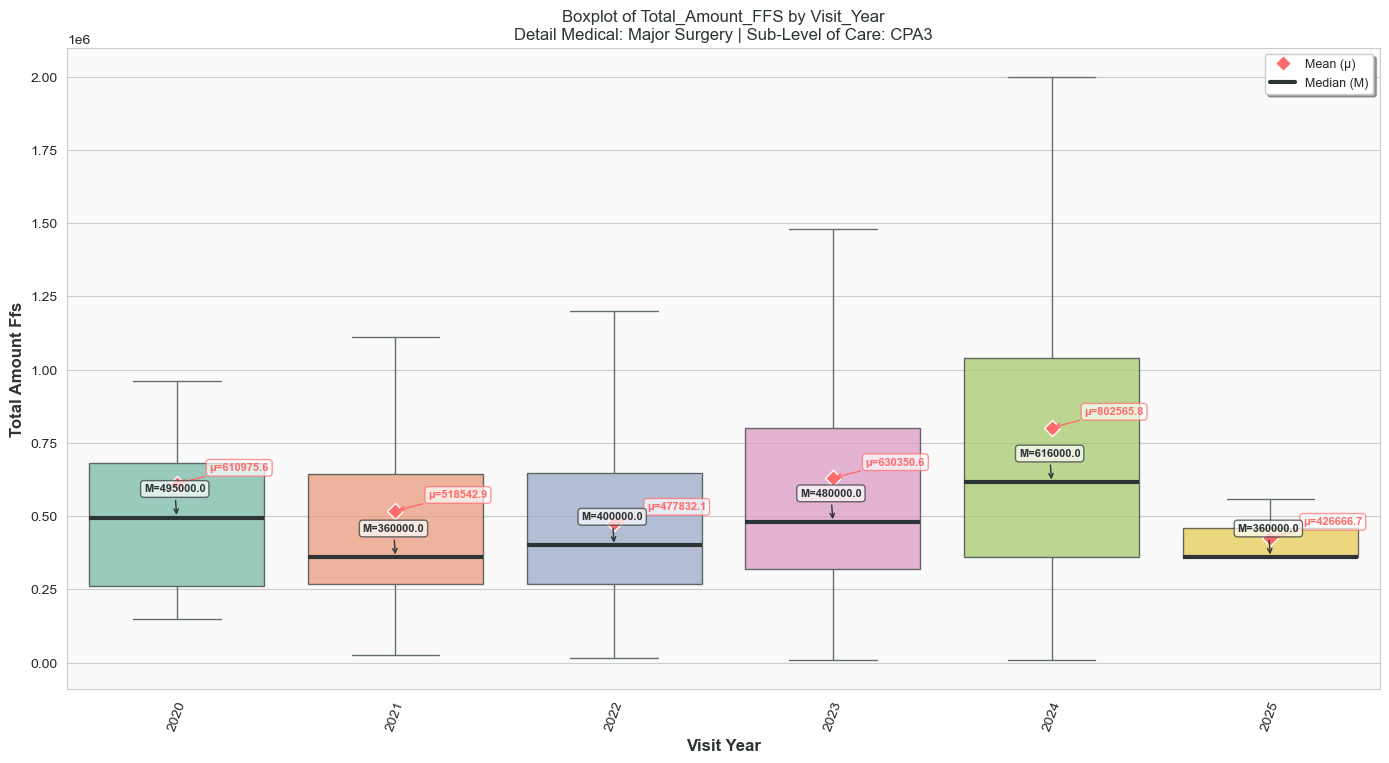 Boxplot of Total_Amount_FFS by Visit_Year
Detail Medical: Major Surgery | Sub-Level of Care: CPA3
1e6
Mean (μ)
Median (M)
2.00
1.75
1.50
1.25
1.00
0.75
0.50
0.25
0.00
Total Amount Ffs
μ=610975.6
M=495000.0
μ=518542.9
M=360000.0
μ=477832.1
M=400000.0
μ=630350.6
M=480000.0
μ=802565.8
M=616000.0
μ=426666.7
M=360000.0
2020
2021
2022
2023
2024
2025
Visit Year